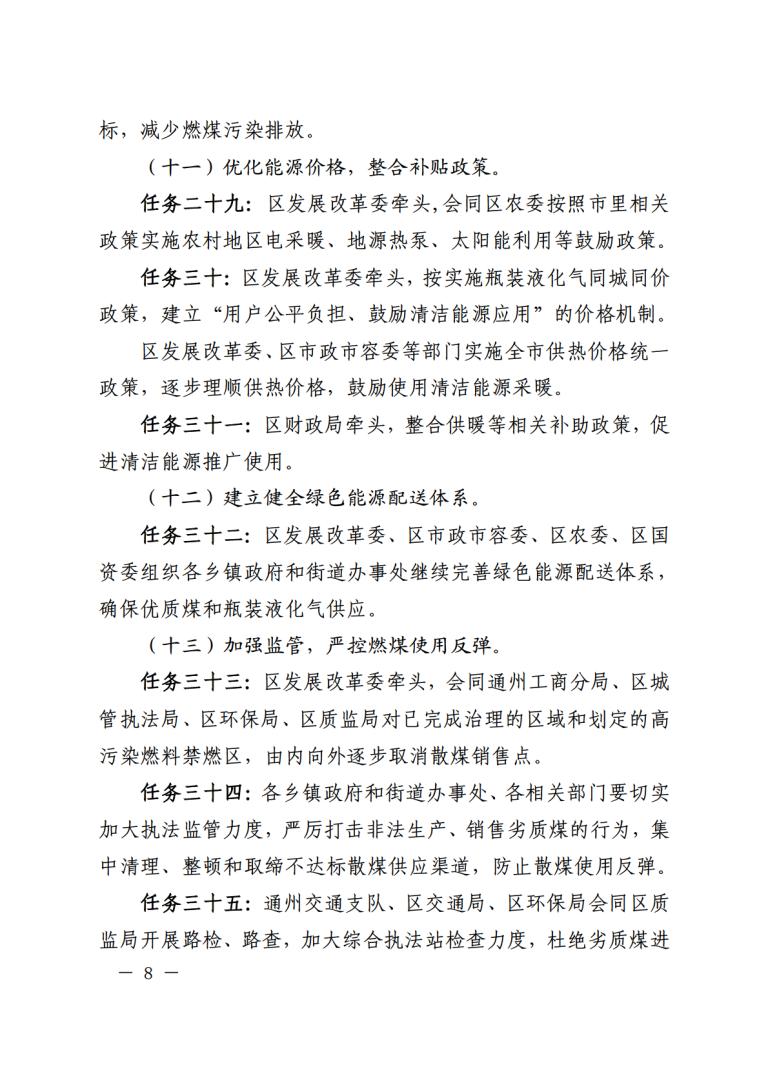 标，减少燃煤污染排放。
（十一）优化能源价格，整合补贴政策。
任务二十九：区发展改革委牵头,会同区农委按照市里相关
政策实施农村地区电采暖、地源热泵、太阳能利用等鼓励政策。
任务三十：区发展改革委牵头，按实施瓶装液化气同城同价
政策，建立“用户公平负担、鼓励清洁能源应用”的价格机制。
区发展改革委、区市政市容委等部门实施全市供热价格统一
政策，逐步理顺供热价格，鼓励使用清洁能源采暖。
任务三十一：区财政局牵头，整合供暖等相关补助政策，促
进清洁能源推广使用。
（十二）建立健全绿色能源配送体系。
任务三十二：区发展改革委、区市政市容委、区农委、区国
资委组织各乡镇政府和街道办事处继续完善绿色能源配送体系，
确保优质煤和瓶装液化气供应。
（十三）加强监管，严控燃煤使用反弹。
任务三十三：区发展改革委牵头，会同通州工商分局、区城
管执法局、区环保局、区质监局对已完成治理的区域和划定的高
污染燃料禁燃区，由内向外逐步取消散煤销售点。
任务三十四：各乡镇政府和街道办事处、各相关部门要切实
加大执法监管力度，严厉打击非法生产、销售劣质煤的行为，集
中清理、整顿和取缔不达标散煤供应渠道，防止散煤使用反弹。
任务三十五：通州交通支队、区交通局、区环保局会同区质
监局开展路检、路查，加大综合执法站检查力度，杜绝劣质煤进
— 8 —